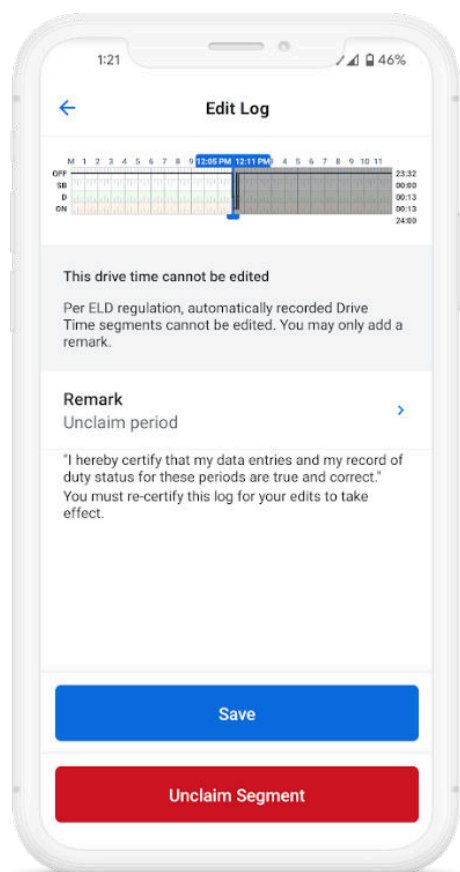 1:21 46%
Edit Log
M 1 2 3 4 5 6 7 8 9 12:05 PM 12:11 PM 4 5 6 7 8 9 10 11
OFF 23:32
SB 00:00
D 00:13
ON 00:13
24:00
This drive time cannot be edited
Per ELD regulation, automatically recorded Drive
Time segments cannot be edited. You may only add a
remark.
Remark
Unclaim period
"I hereby certify that my data entries and my record of
duty status for these periods are true and correct."
You must re-certify this log for your edits to take
effect.
Save
Unclaim Segment